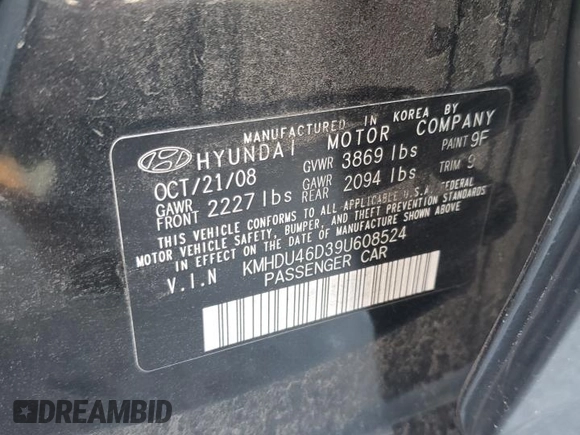 MANUFACTURED IN KOREA BY
HYUNDAI MOTOR COMPANY
OCT/21/08 GVWR 3869 lbs PAINT 9F
GAWR FRONT 2227 lbs GAWR REAR 2094 lbs TRIM 9
THIS VEHICLE CONFORMS TO ALL APPLICABLE U.S.A. FEDERAL
MOTOR VEHICLE SAFETY, BUMPER, AND THEFT PREVENTION STANDARDS
IN EFFECT ON THE DATE OF MANUFACTURE SHOWN ABOVE
V.I.N KMHDU46D39U608524
PASSENGER CAR
DREAMBID